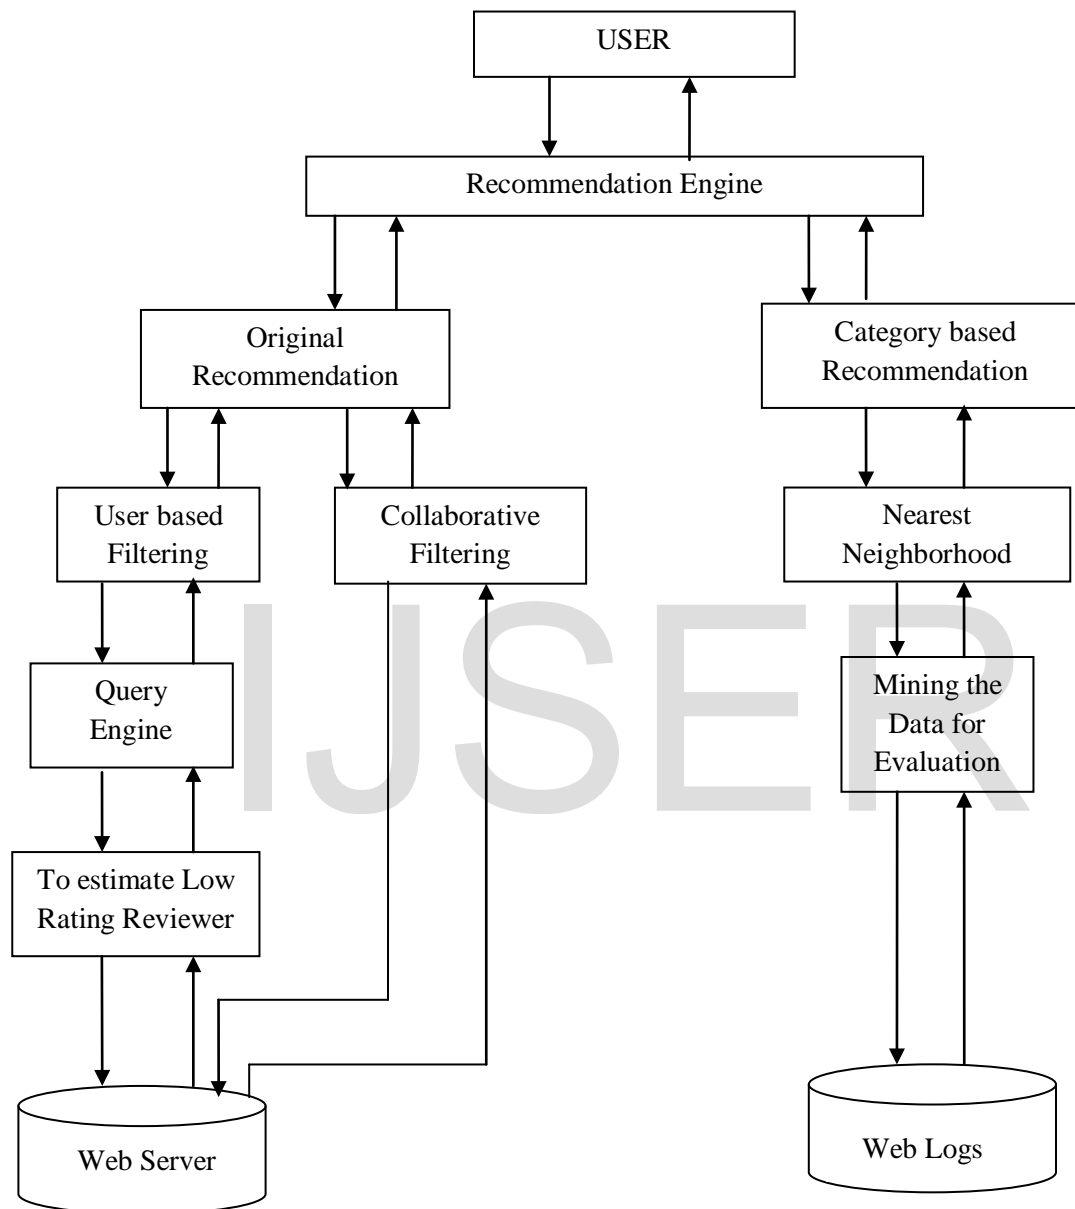 USER
Recommendation Engine
Original
Recommendation
Category based
Recommendation
User based
Filtering
Collaborative
Filtering
Nearest
Neighborhood
IJSER
Query
Engine
Mining the
Data for
Evaluation
To estimate Low
Rating Reviewer
Web Server
Web Logs